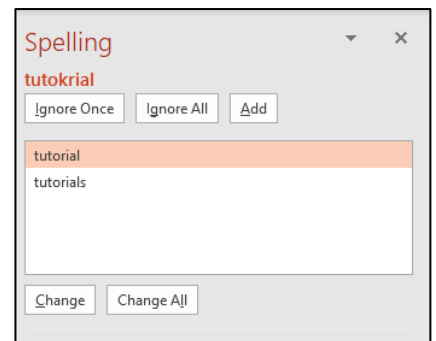 Spelling
tutokrial
Ignore Once Ignore All Add
tutorial
tutorials
Change Change All